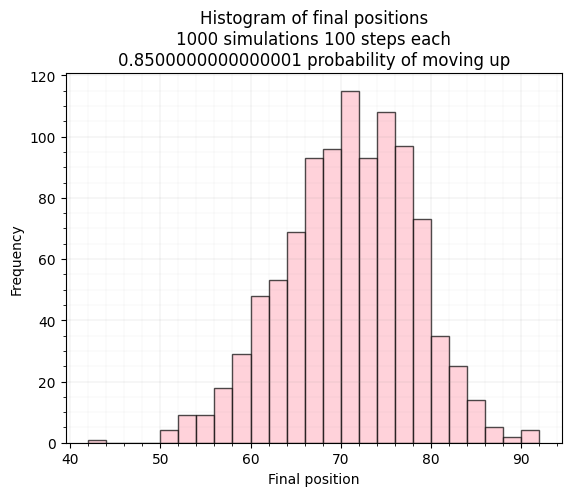 Histogram of final positions
1000 simulations 100 steps each
0.8500000000000001 probability of moving up
120
100
80
60
40
20
0
Frequency
40 50 60 70 80 90
Final position